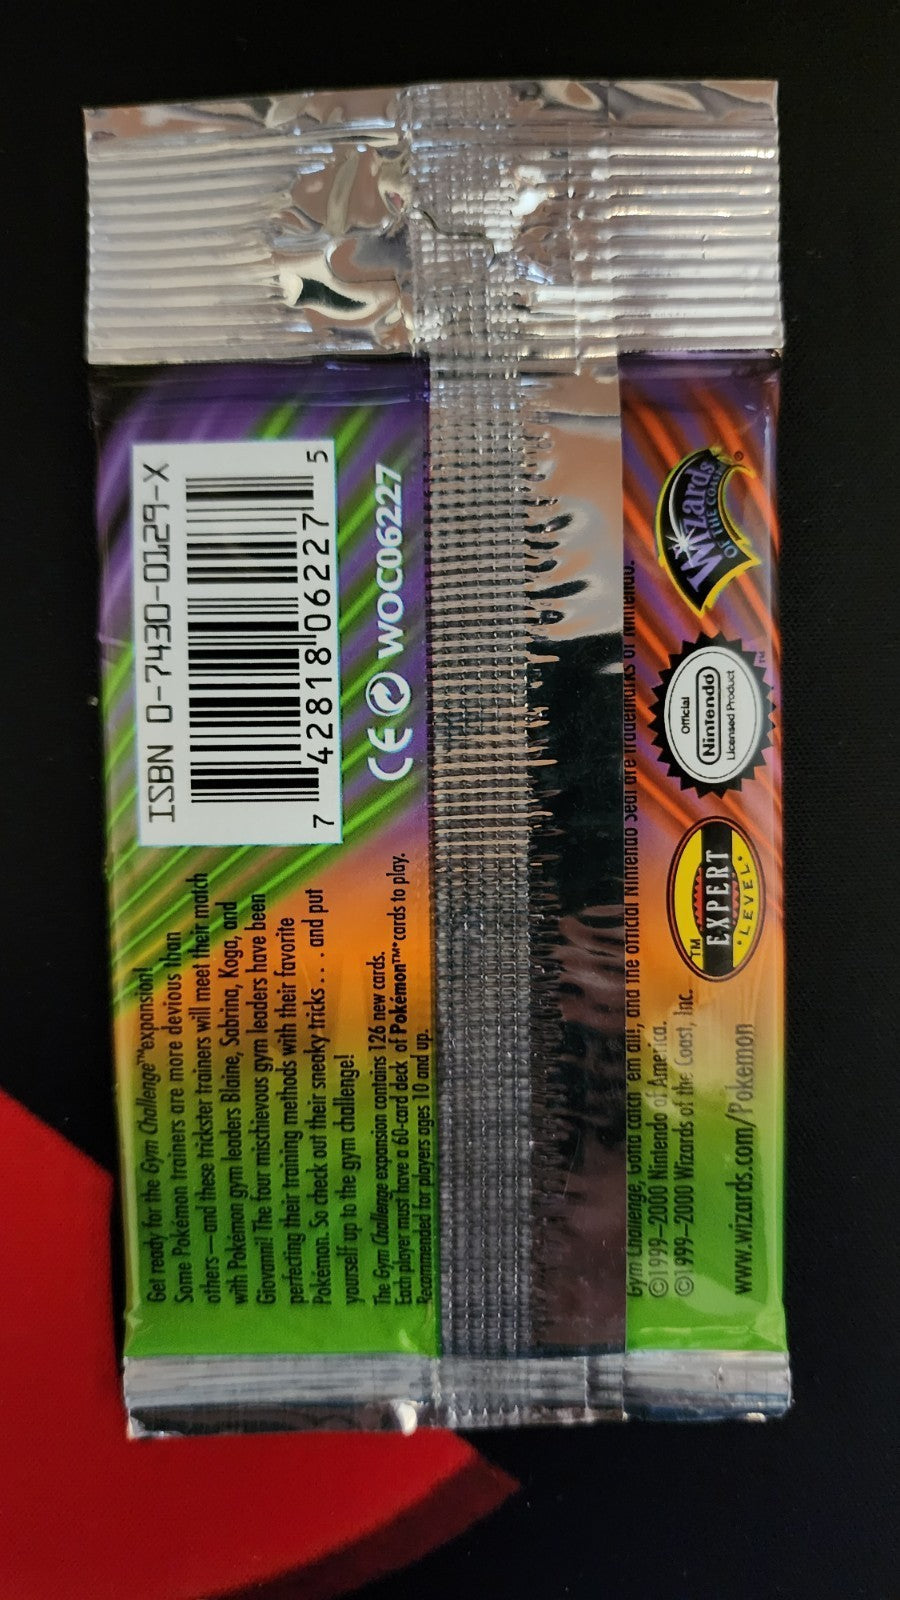 Get ready for the Gym Challenge™ expansion!
Some Pokémon trainers are more devious than
others—and these trickster trainers will meet their match
with Pokémon gym leaders Blaine, Sabrina, Koga, and
Giovanni! The four mischievous gym leaders have been
perfecting their training methods with their favorite
Pokemon. So check out their sneaky tricks . . . and put
yourself up to the gym challenge!
The Gym Challenge expansion contains 126 new cards.
Each player must have a 60-card deck of Pokémon™ cards to play.
Recommended for players ages 10 and up.
ISBN 0-7430-0129-X
7 42818 06227 5
CE WOC06227
Gym Challenge, Gotta catch 'em all!, and the official Nintendo Seal are trademarks of Nintendo.
©1999–2000 Nintendo of America.
©1999–2000 Wizards of the Coast, Inc.
www.wizards.com/Pokemon
TM
EXPERT
LEVEL
Official
Nintendo
Licensed Product
TM
Wizards
OF THE COAST
®